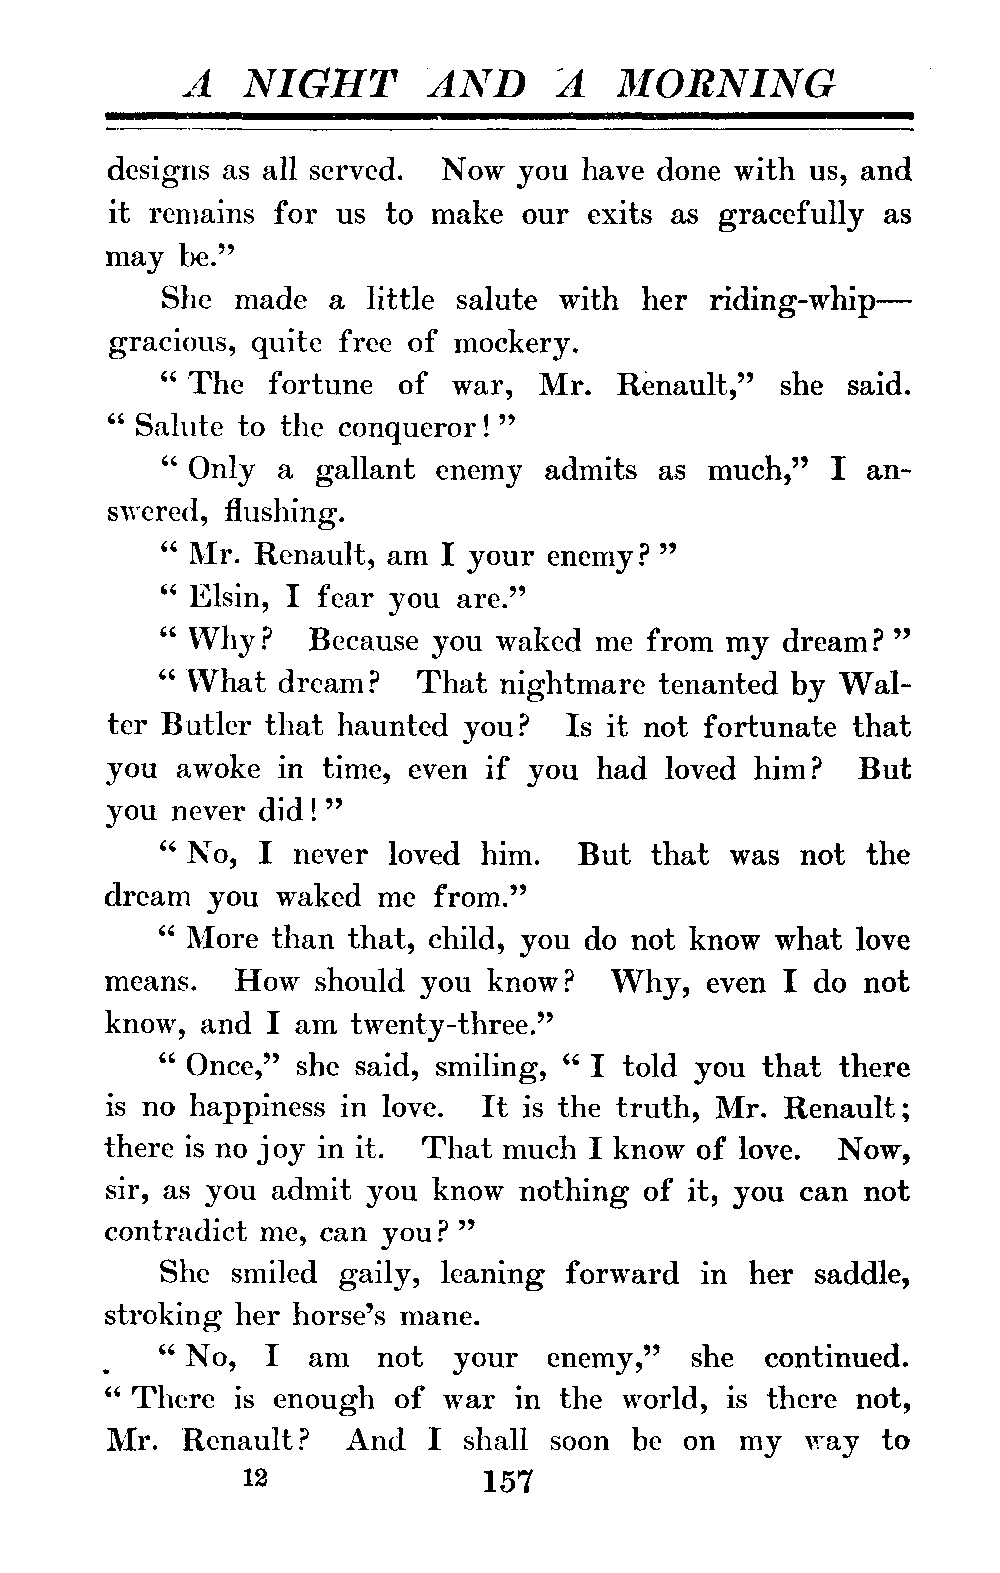 A NIGHT AND A MORNING
designs as all served. Now you have done with us, and
it remains for us to make our exits as gracefully as
may be.”
She made a little salute with her riding-whip—
gracious, quite free of mockery.
“ The fortune of war, Mr. Renault,” she said.
“ Salute to the conqueror! ”
“ Only a gallant enemy admits as much,” I an-
swered, flushing.
“ Mr. Renault, am I your enemy? ”
“ Elsin, I fear you are.”
“ Why? Because you waked me from my dream? ”
“ What dream? That nightmare tenanted by Wal-
ter Butler that haunted you? Is it not fortunate that
you awoke in time, even if you had loved him? But
you never did! ”
“ No, I never loved him. But that was not the
dream you waked me from.”
“ More than that, child, you do not know what love
means. How should you know? Why, even I do not
know, and I am twenty-three.”
“ Once,” she said, smiling, “ I told you that there
is no happiness in love. It is the truth, Mr. Renault;
there is no joy in it. That much I know of love. Now,
sir, as you admit you know nothing of it, you can not
contradict me, can you? ”
She smiled gaily, leaning forward in her saddle,
stroking her horse’s mane.
“ No, I am not your enemy,” she continued.
“ There is enough of war in the world, is there not,
Mr. Renault? And I shall soon be on my way to
12 157